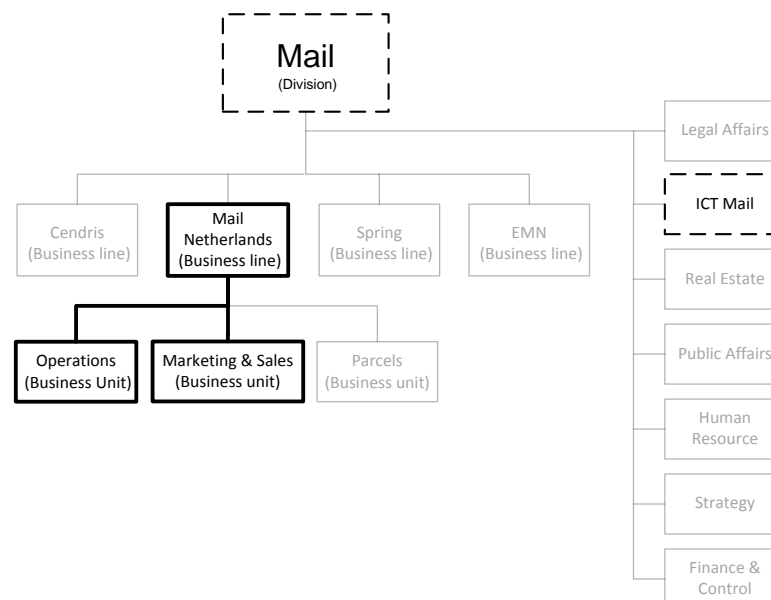 Mail
(Division)
Legal Affairs
ICT Mail
Cendris
(Business line)
Mail
Netherlands
(Business line)
Spring
(Business line)
EMN
(Business line)
Real Estate
Operations
(Business Unit)
Marketing & Sales
(Business unit)
Parcels
(Business unit)
Public Affairs
Human
Resource
Strategy
Finance &
Control